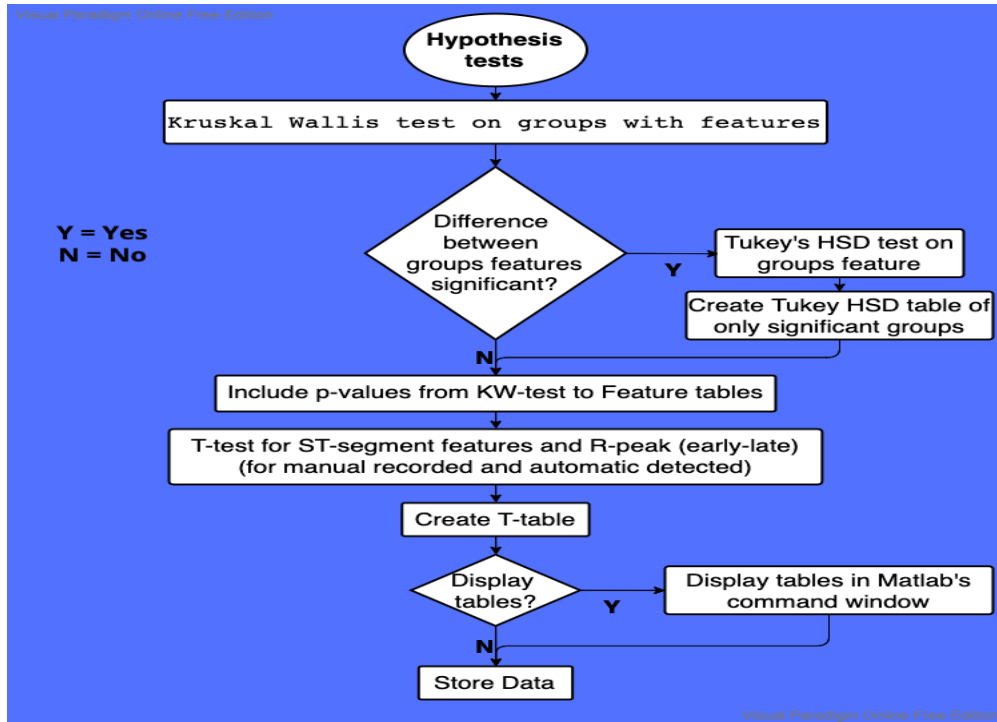 Visual Paradigm Online Free Edition
Hypothesis
tests
Kruskal Wallis test on groups with features
Difference
between
groups features
significant?
Y = Yes
N = No
Y
Tukey's HSD test on
groups feature
Create Tukey HSD table of
only significant groups
N
Include p-values from KW-test to Feature tables
T-test for ST-segment features and R-peak (early-late)
(for manual recorded and automatic detected)
Create T-table
Display
tables?
Y
Display tables in Matlab's
command window
N
Store Data
Visual Paradigm Online Free Edition